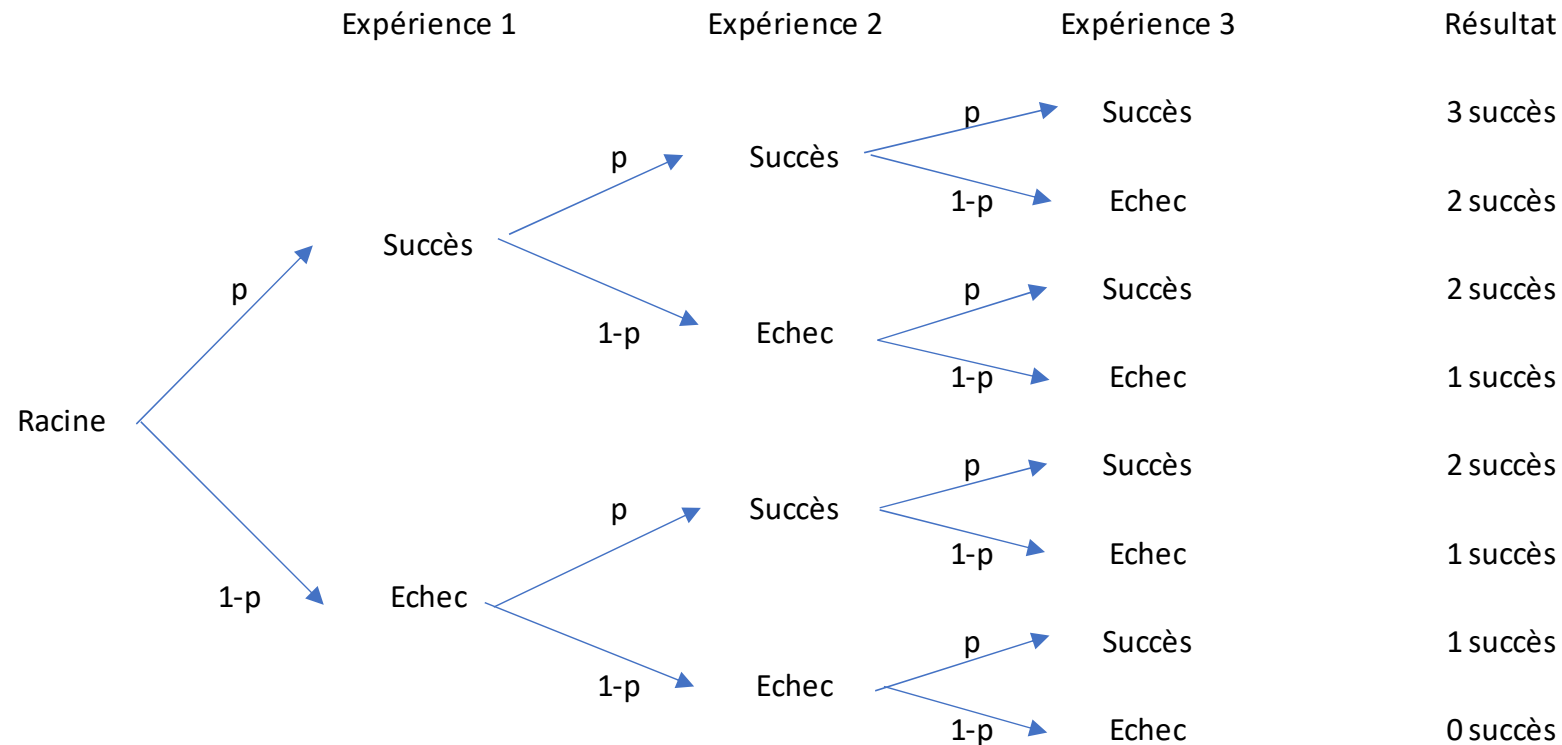 Expérience 1 Expérience 2 Expérience 3 Résultat
p Succès 3 succès
p Succès
1-p Echec 2 succès
Succès
p p Succès 2 succès
1-p Echec
1-p Echec 1 succès
Racine
p Succès 2 succès
p Succès
1-p Echec 1 succès
1-p Echec
p Succès 1 succès
1-p Echec
1-p Echec 0 succès